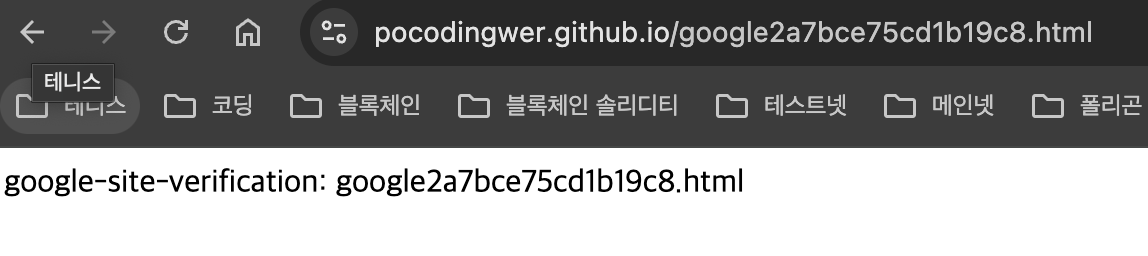 pocodingwer.github.io/google2a7bce75cd1b19c8.html
테니스
테니스 코딩 블록체인 블록체인 솔리디티 테스트넷 메인넷 폴리곤
google-site-verification: google2a7bce75cd1b19c8.html